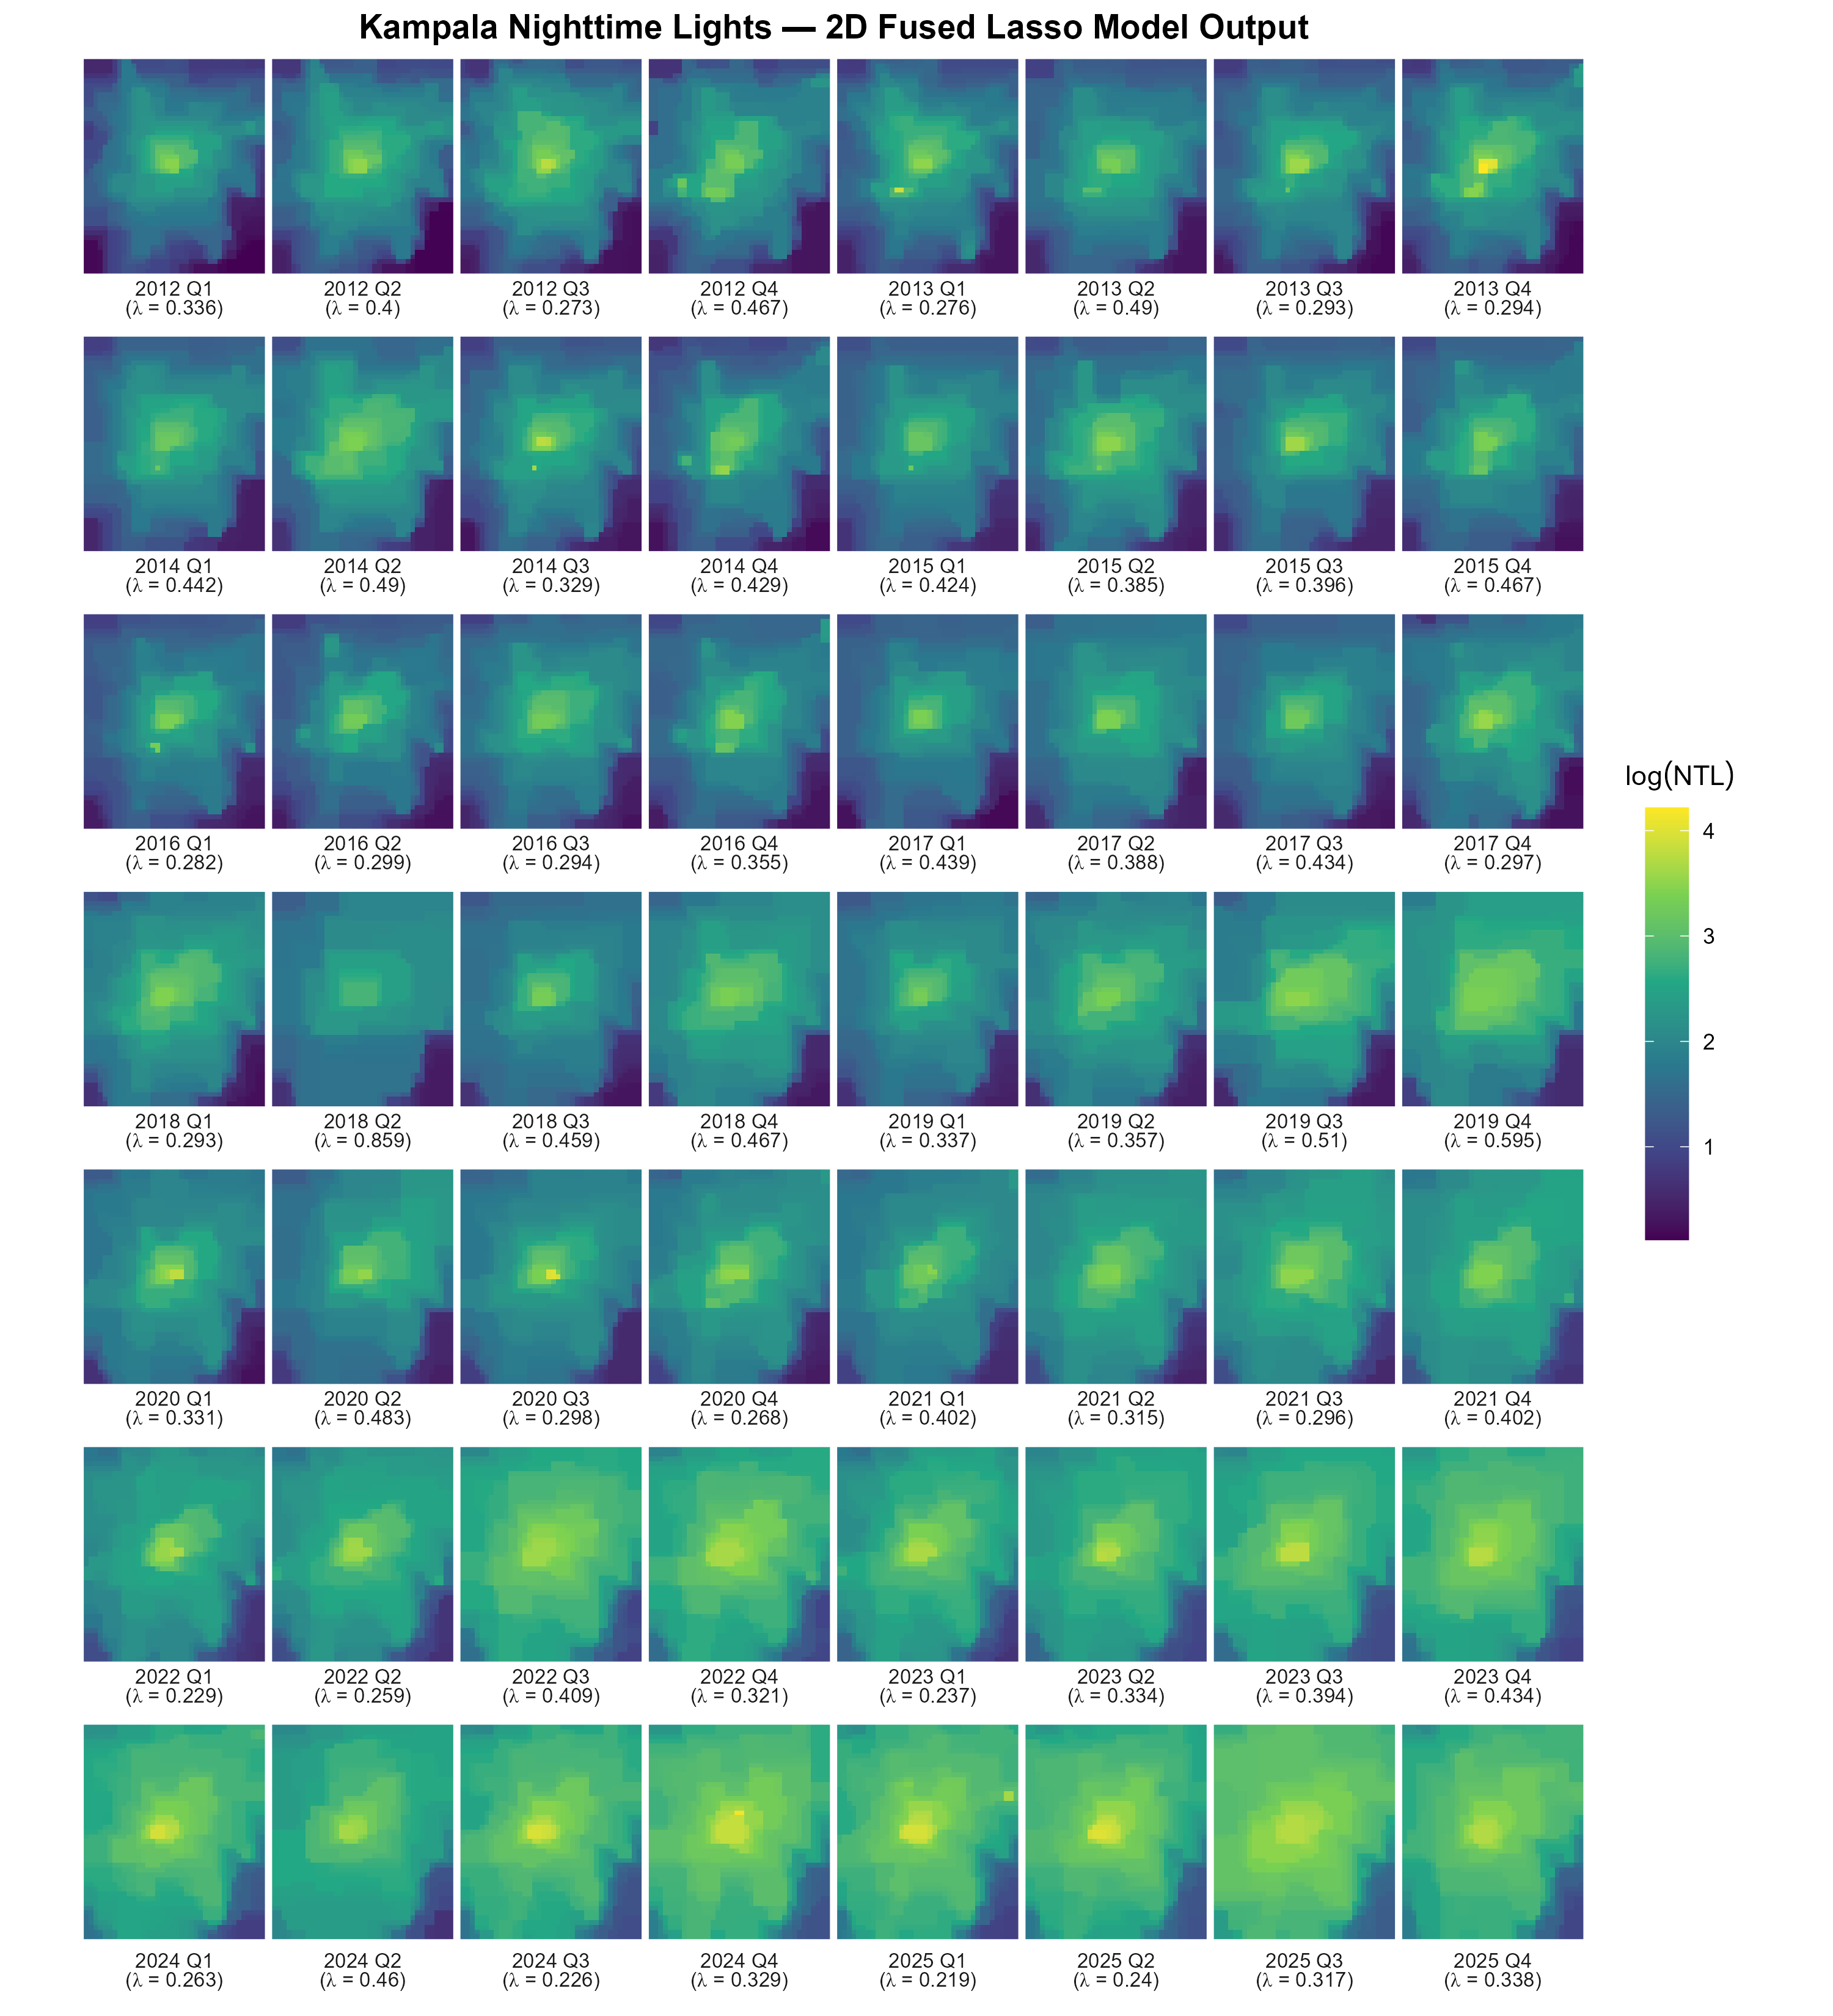 Kampala Nighttime Lights — 2D Fused Lasso Model Output
2012 Q1 2012 Q2 2012 Q3 2012 Q4 2013 Q1 2013 Q2 2013 Q3 2013 Q4
(λ = 0.336) (λ = 0.4) (λ = 0.273) (λ = 0.467) (λ = 0.276) (λ = 0.49) (λ = 0.293) (λ = 0.294)
2014 Q1 2014 Q2 2014 Q3 2014 Q4 2015 Q1 2015 Q2 2015 Q3 2015 Q4
(λ = 0.442) (λ = 0.49) (λ = 0.329) (λ = 0.429) (λ = 0.424) (λ = 0.385) (λ = 0.396) (λ = 0.467)
2016 Q1 2016 Q2 2016 Q3 2016 Q4 2017 Q1 2017 Q2 2017 Q3 2017 Q4
(λ = 0.282) (λ = 0.299) (λ = 0.294) (λ = 0.355) (λ = 0.439) (λ = 0.388) (λ = 0.434) (λ = 0.297)
2018 Q1 2018 Q2 2018 Q3 2018 Q4 2019 Q1 2019 Q2 2019 Q3 2019 Q4
(λ = 0.293) (λ = 0.859) (λ = 0.459) (λ = 0.467) (λ = 0.337) (λ = 0.357) (λ = 0.51) (λ = 0.595)
2020 Q1 2020 Q2 2020 Q3 2020 Q4 2021 Q1 2021 Q2 2021 Q3 2021 Q4
(λ = 0.331) (λ = 0.483) (λ = 0.298) (λ = 0.268) (λ = 0.402) (λ = 0.315) (λ = 0.296) (λ = 0.402)
2022 Q1 2022 Q2 2022 Q3 2022 Q4 2023 Q1 2023 Q2 2023 Q3 2023 Q4
(λ = 0.229) (λ = 0.259) (λ = 0.409) (λ = 0.321) (λ = 0.237) (λ = 0.334) (λ = 0.394) (λ = 0.434)
2024 Q1 2024 Q2 2024 Q3 2024 Q4 2025 Q1 2025 Q2 2025 Q3 2025 Q4
(λ = 0.263) (λ = 0.46) (λ = 0.226) (λ = 0.329) (λ = 0.219) (λ = 0.24) (λ = 0.317) (λ = 0.338)
log(NTL)
4
3
2
1